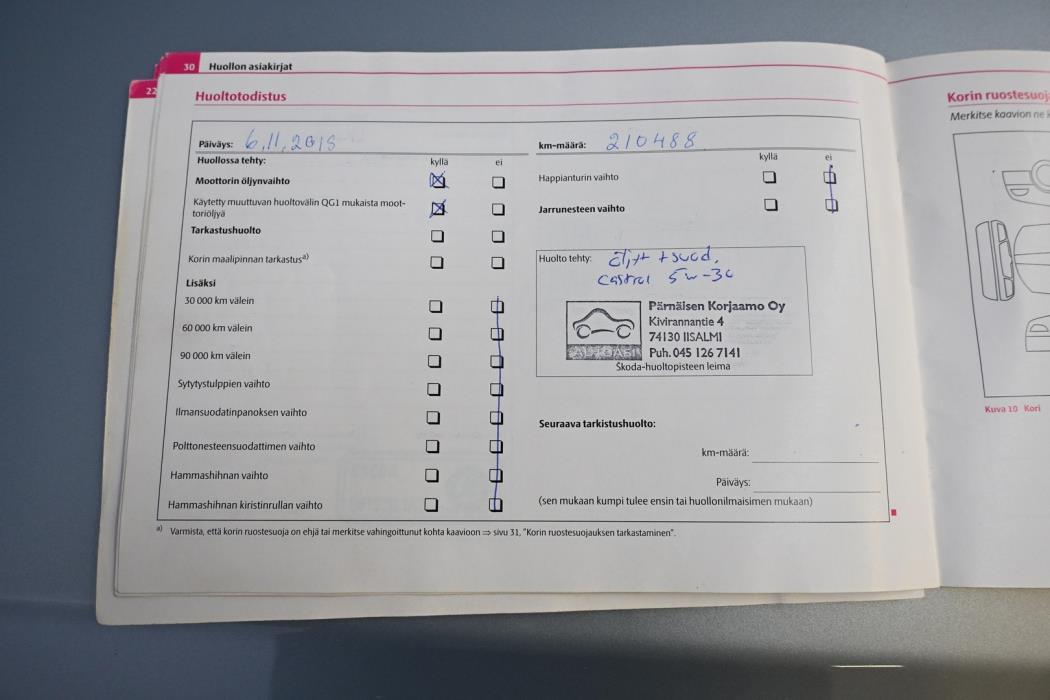 30 Huollon asiakirjat
22
Huoltotodistus
Päiväys: 6.11.2018
Huollossa tehty: kyllä ei
Moottorin öljynvaihto
Käytetty muuttuvan huoltovälin QG1 mukaista moot-
toriöljyä
Tarkastushuolto
Korin maalipinnan tarkastus a)
Lisäksi
30 000 km välein
60 000 km välein
90 000 km välein
Sytytystulppien vaihto
Ilmansuodatinpanoksen vaihto
Polttonesteensuodattimen vaihto
Hammashihnan vaihto
Hammashihnan kiristinrullan vaihto
km-määrä: 210488
kyllä ei
Happianturin vaihto
Jarrunesteen vaihto
Huolto tehty: öljyt + suod.
Castrol 5w-30
Pärnäisen Korjaamo Oy
Kivirannantie 4
74130 IISALMI
AUTOASI Puh. 045 126 7141
Škoda-huoltopisteen leima
Seuraava tarkistushuolto:
km-määrä:
Päiväys:
(sen mukaan kumpi tulee ensin tai huollonilmaisimen mukaan)
a) Varmista, että korin ruostesuoja on ehjä tai merkitse vahingoittunut kohta kaavioon ⇒ sivu 31, "Korin ruostesuojauksen tarkastaminen".
Korin ruostesuoj
Merkitse kaavion ne k
Kuva 10 Kori